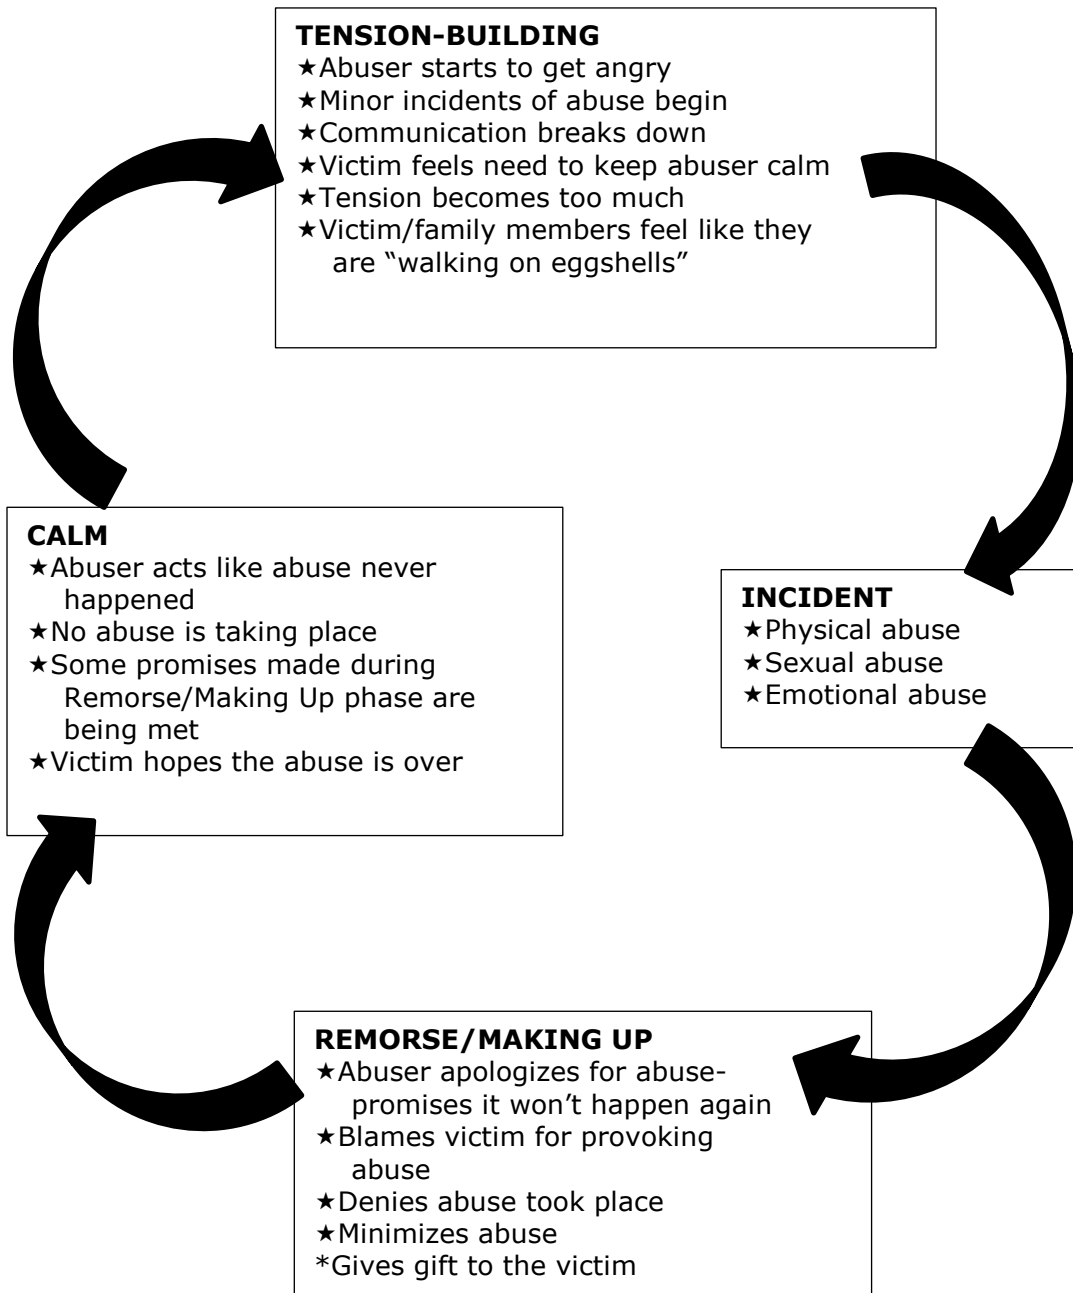 TENSION-BUILDING
★Abuser starts to get angry
★Minor incidents of abuse begin
★Communication breaks down
★Victim feels need to keep abuser calm
★Tension becomes too much
★Victim/family members feel like they
are “walking on eggshells”
CALM
★Abuser acts like abuse never
happened
★No abuse is taking place
★Some promises made during
Remorse/Making Up phase are
being met
★Victim hopes the abuse is over
INCIDENT
★Physical abuse
★Sexual abuse
★Emotional abuse
REMORSE/MAKING UP
★Abuser apologizes for abuse-
promises it won’t happen again
★Blames victim for provoking
abuse
★Denies abuse took place
★Minimizes abuse
*Gives gift to the victim